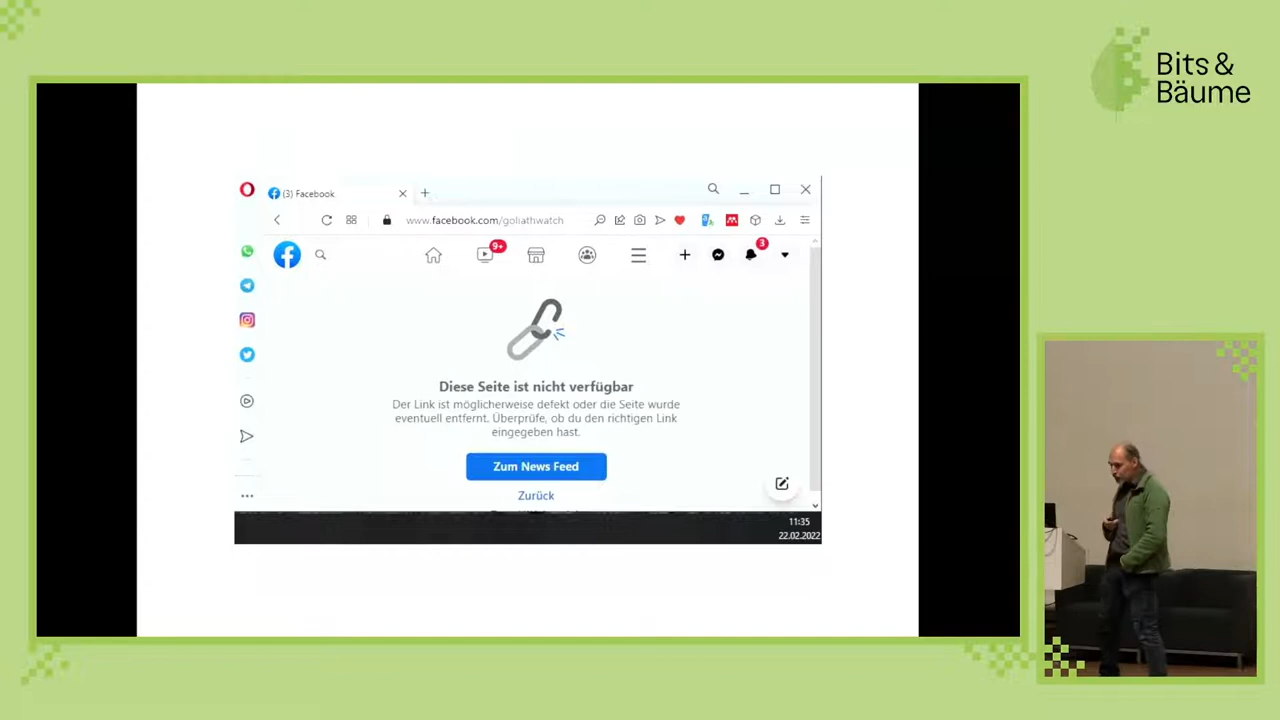 Bits &
Bäume
(3) Facebook
www.facebook.com/goliathwatch
9+
3
Diese Seite ist nicht verfügbar
Der Link ist möglicherweise defekt oder die Seite wurde
eventuell entfernt. Überprüfe, ob du den richtigen Link
eingegeben hast.
Zum News Feed
Zurück
11:35
22.02.2022